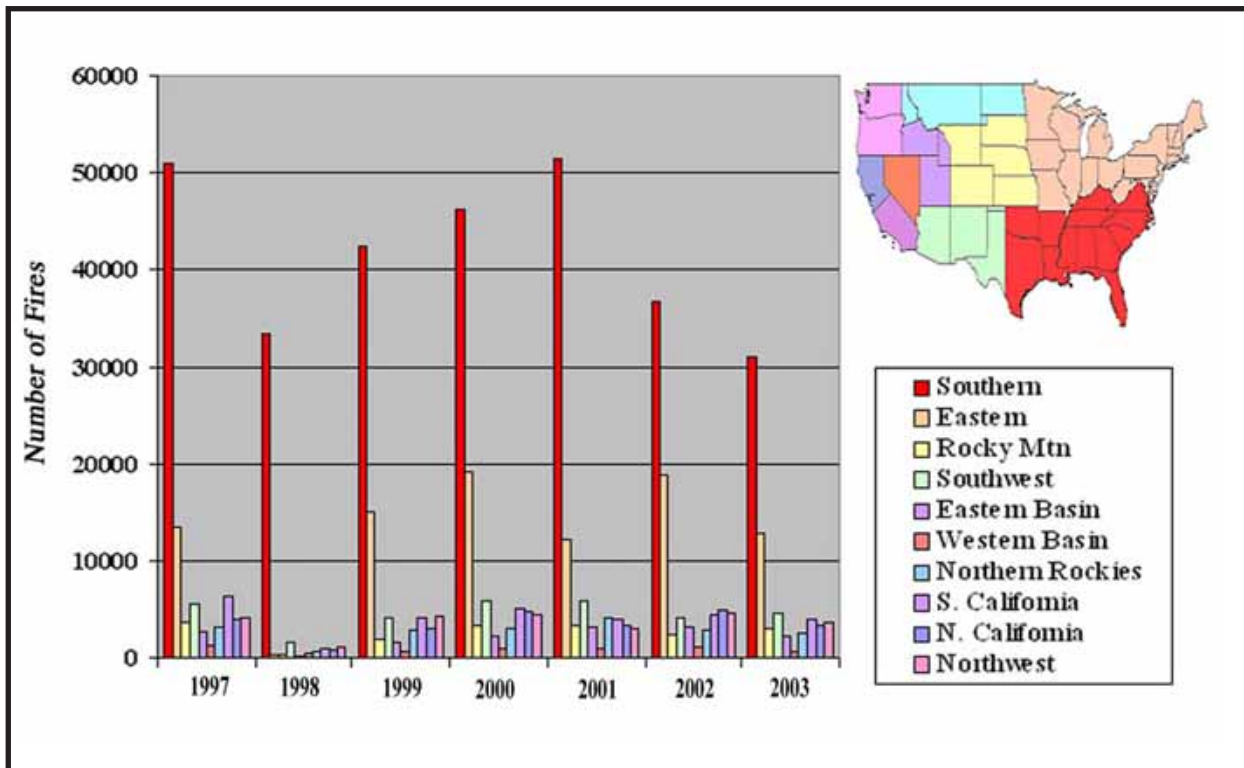 60000
50000
40000
30000
20000
10000
0
Number of Fires
1997
1998
1999
2000
2001
2002
2003
Southern
Eastern
Rocky Mtn
Southwest
Eastern Basin
Western Basin
Northern Rockies
S. California
N. California
Northwest